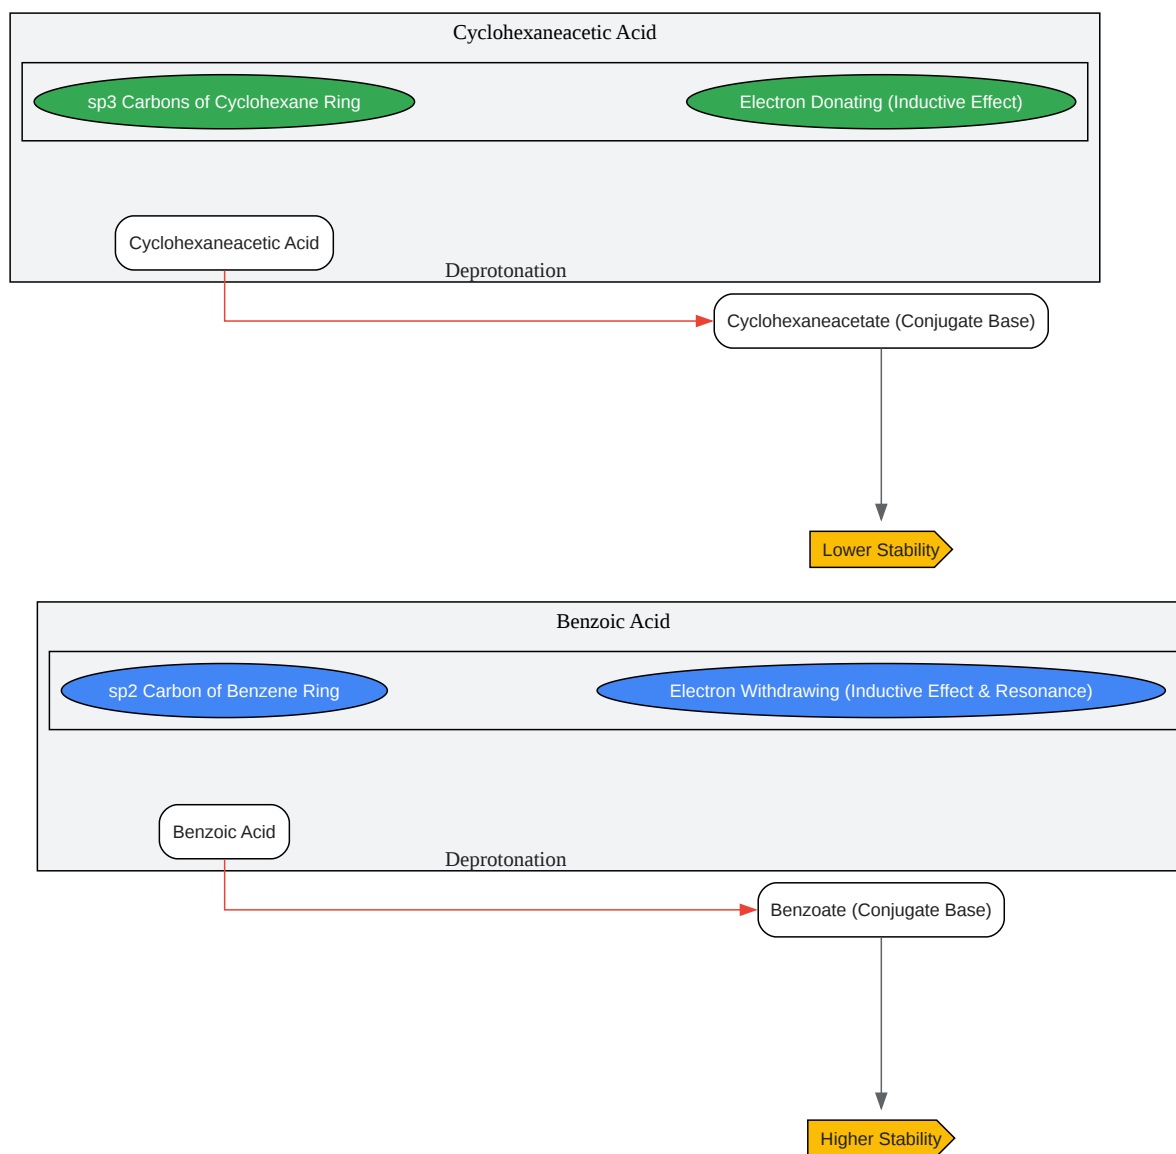 Cyclohexaneacetic Acid
sp3 Carbons of Cyclohexane Ring
Electron Donating (Inductive Effect)
Cyclohexaneacetic Acid
Deprotonation
Cyclohexaneacetate (Conjugate Base)
Lower Stability
Benzoic Acid
sp2 Carbon of Benzene Ring
Electron Withdrawing (Inductive Effect & Resonance)
Benzoic Acid
Deprotonation
Benzoate (Conjugate Base)
Higher Stability